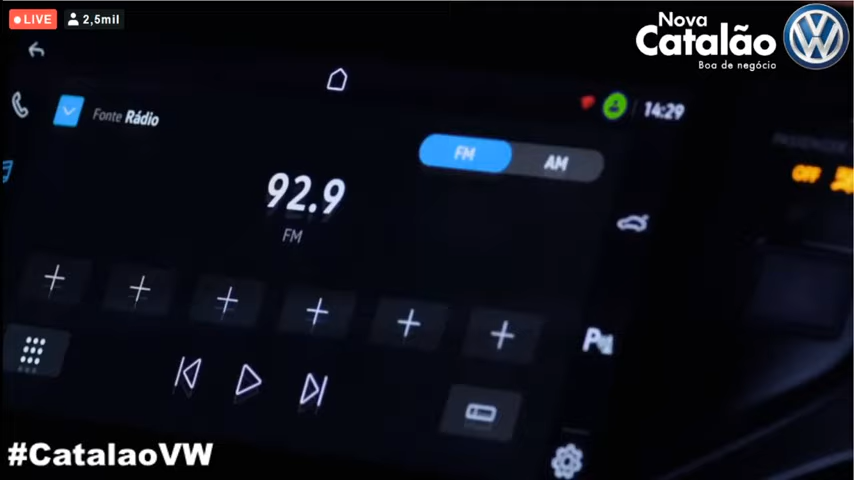 LIVE
2,5mil
Nova
Catalão
Boa de negócio
14:29
Fonte Rádio
FM
AM
OFF
92.9
FM
#CatalaoVW